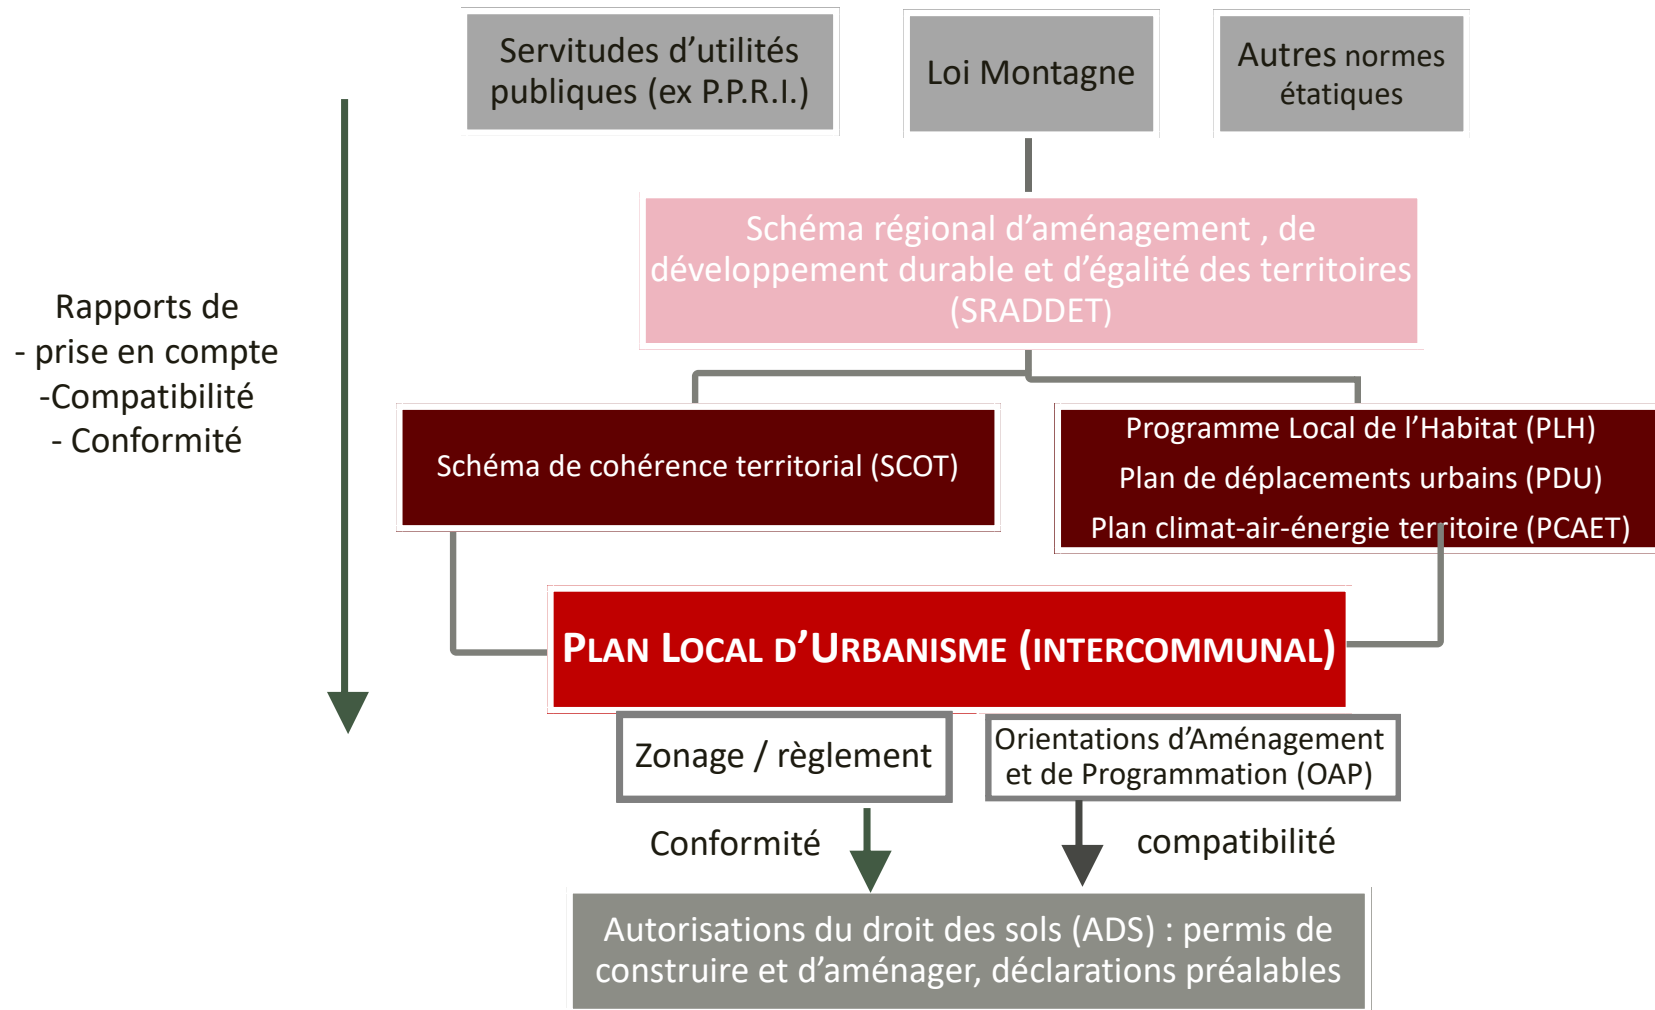 Servitudes d’utilités
publiques (ex P.P.R.I.)
Loi Montagne
Autres normes
étatiques
Schéma régional d’aménagement , de
développement durable et d’égalité des territoires
(SRADDET)
Rapports de
- prise en compte
-Compatibilité
- Conformité
Schéma de cohérence territorial (SCOT)
Programme Local de l’Habitat (PLH)
Plan de déplacements urbains (PDU)
Plan climat-air-énergie territoire (PCAET)
PLAN LOCAL D’URBANISME (INTERCOMMUNAL)
Zonage / règlement
Orientations d’Aménagement
et de Programmation (OAP)
Conformité
compatibilité
Autorisations du droit des sols (ADS) : permis de
construire et d’aménager, déclarations préalables